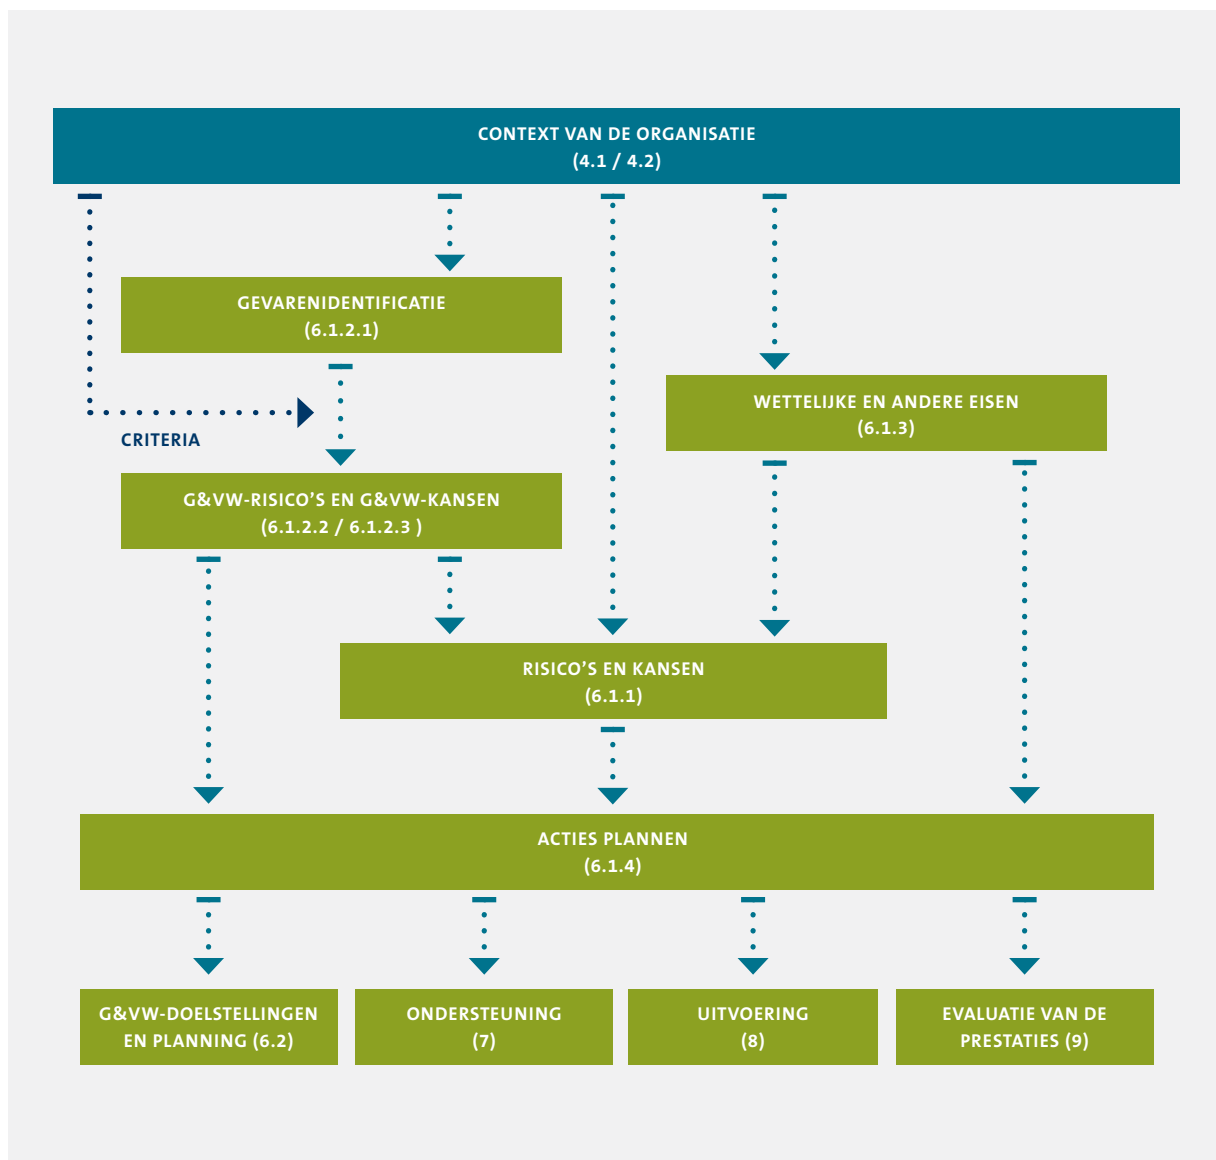 CONTEXT VAN DE ORGANISATIE
(4.1 / 4.2)
GEVARENIDENTIFICATIE
(6.1.2.1)
WETTELIJKE EN ANDERE EISEN
(6.1.3)
CRITERIA
G&VW-RISICO’S EN G&VW-KANSEN
(6.1.2.2 / 6.1.2.3 )
RISICO’S EN KANSEN
(6.1.1)
ACTIES PLANNEN
(6.1.4)
G&VW-DOELSTELLINGEN
EN PLANNING (6.2)
ONDERSTEUNING
(7)
UITVOERING
(8)
EVALUATIE VAN DE
PRESTATIES (9)